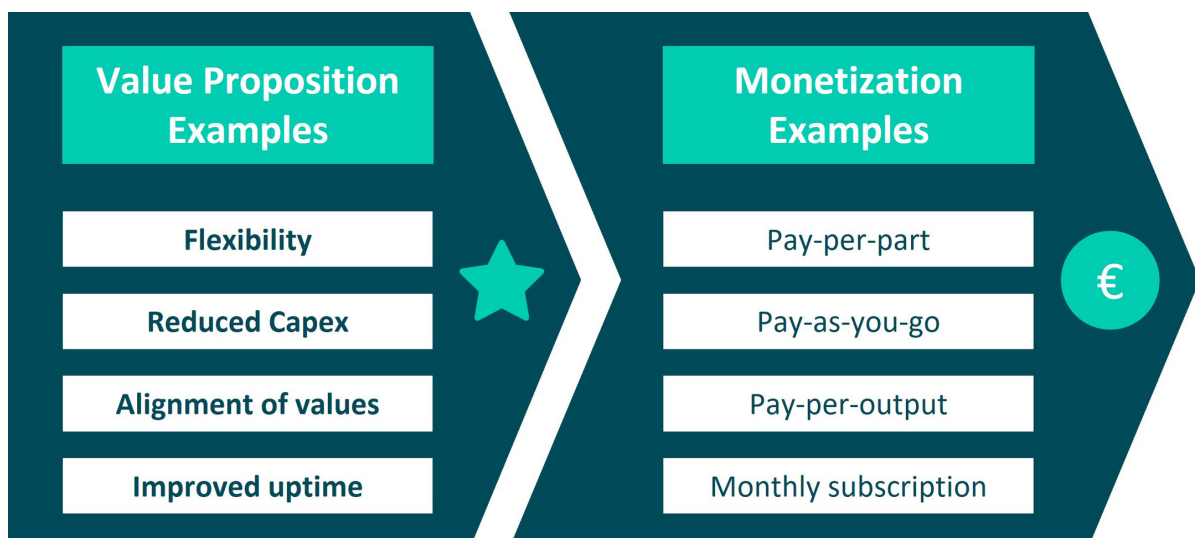 Value Proposition
Examples
Flexibility
Reduced Capex
Alignment of values
Improved uptime
Monetization
Examples
Pay-per-part
Pay-as-you-go
Pay-per-output
Monthly subscription
€